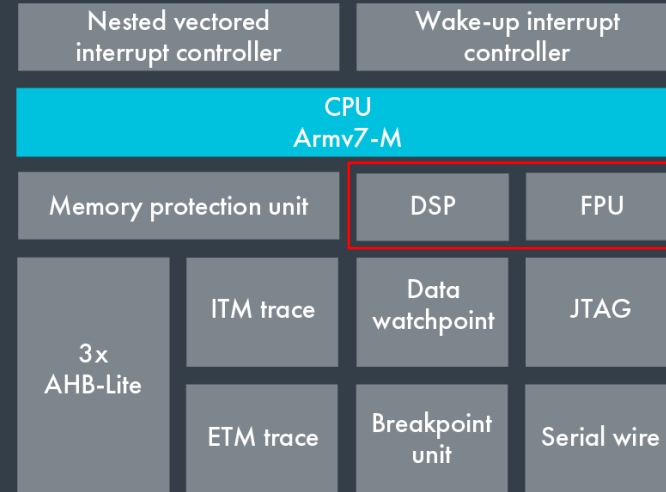 Nested vectored
interrupt controller
Wake-up interrupt
controller
CPU
Armv7-M
Memory protection unit
DSP
FPU
3x
AHB-Lite
ITM trace
Data
watchpoint
JTAG
ETM trace
Breakpoint
unit
Serial wire